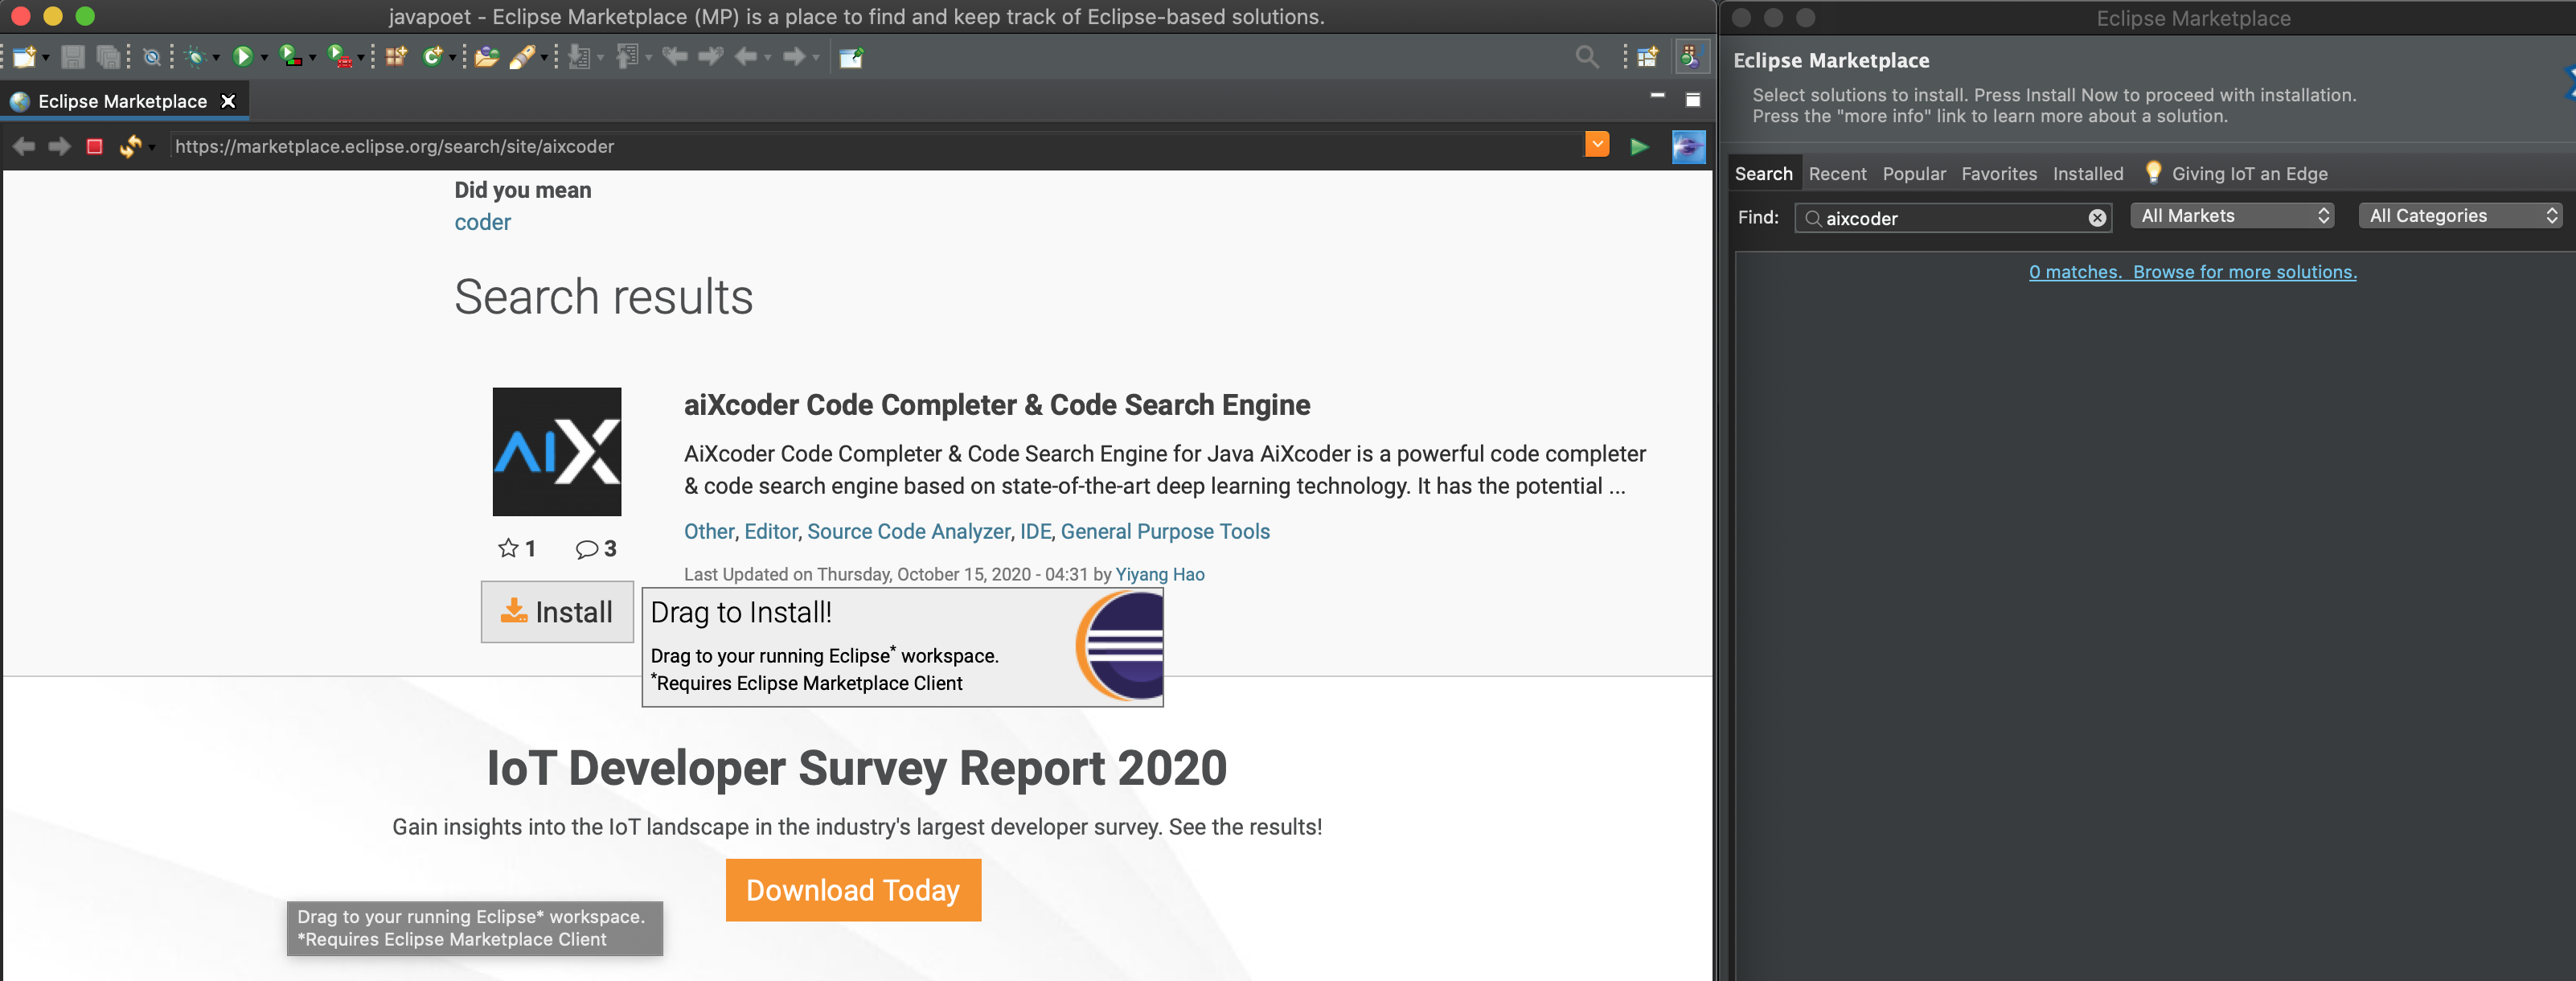 javapoet - Eclipse Marketplace (MP) is a place to find and keep track of Eclipse-based solutions.
Eclipse Marketplace
https://marketplace.eclipse.org/search/site/aixcoder
Did you mean
coder
Search results
AIX
aiXcoder Code Completer & Code Search Engine
AiXcoder Code Completer & Code Search Engine for Java AiXcoder is a powerful code completer
& code search engine based on state-of-the-art deep learning technology. It has the potential ...
Other, Editor, Source Code Analyzer, IDE, General Purpose Tools
1 3
Last Updated on Thursday, October 15, 2020 - 04:31 by Yiyang Hao
Install
Drag to Install!
Drag to your running Eclipse* workspace.
*Requires Eclipse Marketplace Client
IoT Developer Survey Report 2020
Gain insights into the IoT landscape in the industry's largest developer survey. See the results!
Download Today
Drag to your running Eclipse* workspace.
*Requires Eclipse Marketplace Client
Eclipse Marketplace
Eclipse Marketplace
Select solutions to install. Press Install Now to proceed with installation.
Press the "more info" link to learn more about a solution.
Search Recent Popular Favorites Installed Giving IoT an Edge
Find: aixcoder All Markets All Categories
0 matches. Browse for more solutions.